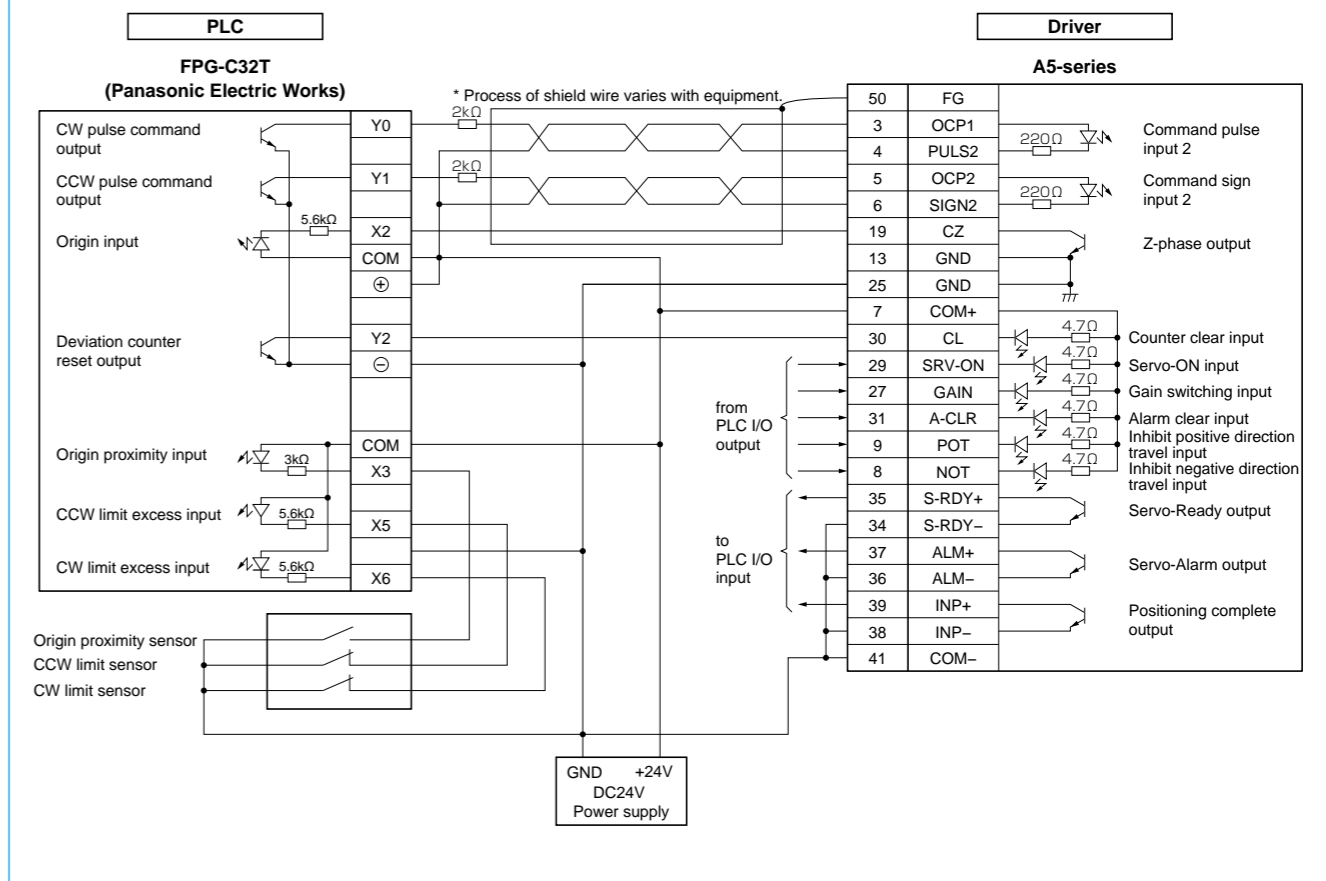 PLC
Driver
FPG-C32T
(Panasonic Electric Works)
A5-series
* Process of shield wire varies with equipment.
CW pulse command
output
Y0
2kΩ
CCW pulse command
output
Y1
2kΩ
Origin input
5.6kΩ
X2
COM
⊕
Deviation counter
reset output
Y2
⊖
Origin proximity input
COM
3kΩ
X3
CCW limit excess input
5.6kΩ
X5
CW limit excess input
5.6kΩ
X6
Origin proximity sensor
CCW limit sensor
CW limit sensor
GND +24V
DC24V
Power supply
from
PLC I/O
output
to
PLC I/O
input
50 FG
3 OCP1
4 PULS2
220Ω
Command pulse
input 2
5 OCP2
6 SIGN2
220Ω
Command sign
input 2
19 CZ
Z-phase output
13 GND
25 GND
7 COM+
30 CL 4.7Ω Counter clear input
29 SRV-ON 4.7Ω Servo-ON input
27 GAIN 4.7Ω Gain switching input
31 A-CLR 4.7Ω Alarm clear input
9 POT 4.7Ω Inhibit positive direction
travel input
8 NOT 4.7Ω Inhibit negative direction
travel input
35 S-RDY+
34 S-RDY−
Servo-Ready output
37 ALM+
36 ALM−
Servo-Alarm output
39 INP+
38 INP−
Positioning complete
output
41 COM−